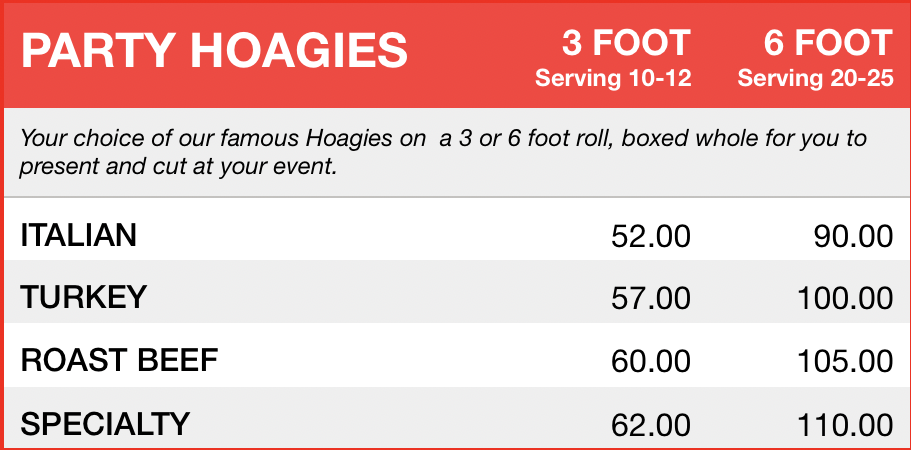 PARTY HOAGIES 3 FOOT 6 FOOT
Serving 10-12 Serving 20-25
Your choice of our famous Hoagies on a 3 or 6 foot roll, boxed whole for you to
present and cut at your event.
ITALIAN 52.00 90.00
TURKEY 57.00 100.00
ROAST BEEF 60.00 105.00
SPECIALTY 62.00 110.00